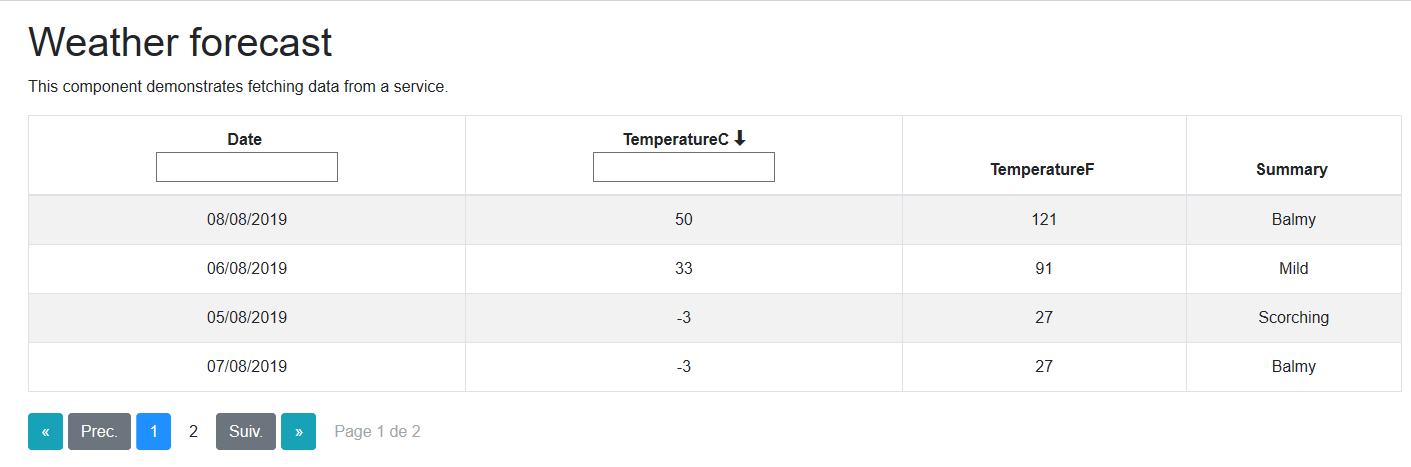 Weather forecast
This component demonstrates fetching data from a service.
Date TemperatureC ⬇ TemperatureF Summary
08/08/2019 50 121 Balmy
06/08/2019 33 91 Mild
05/08/2019 -3 27 Scorching
07/08/2019 -3 27 Balmy
« Prec. 1 2 Suiv. » Page 1 de 2